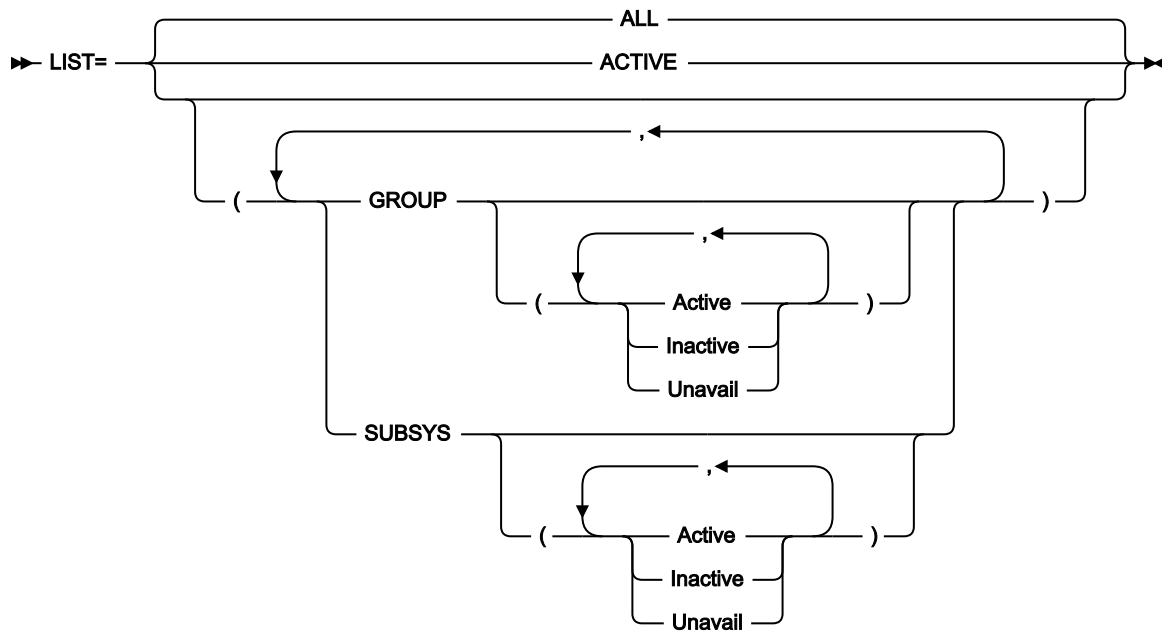 ALL
LIST= ACTIVE
,
( GROUP )
,
( Active )
Inactive
Unavail
SUBSYS
,
( Active )
Inactive
Unavail